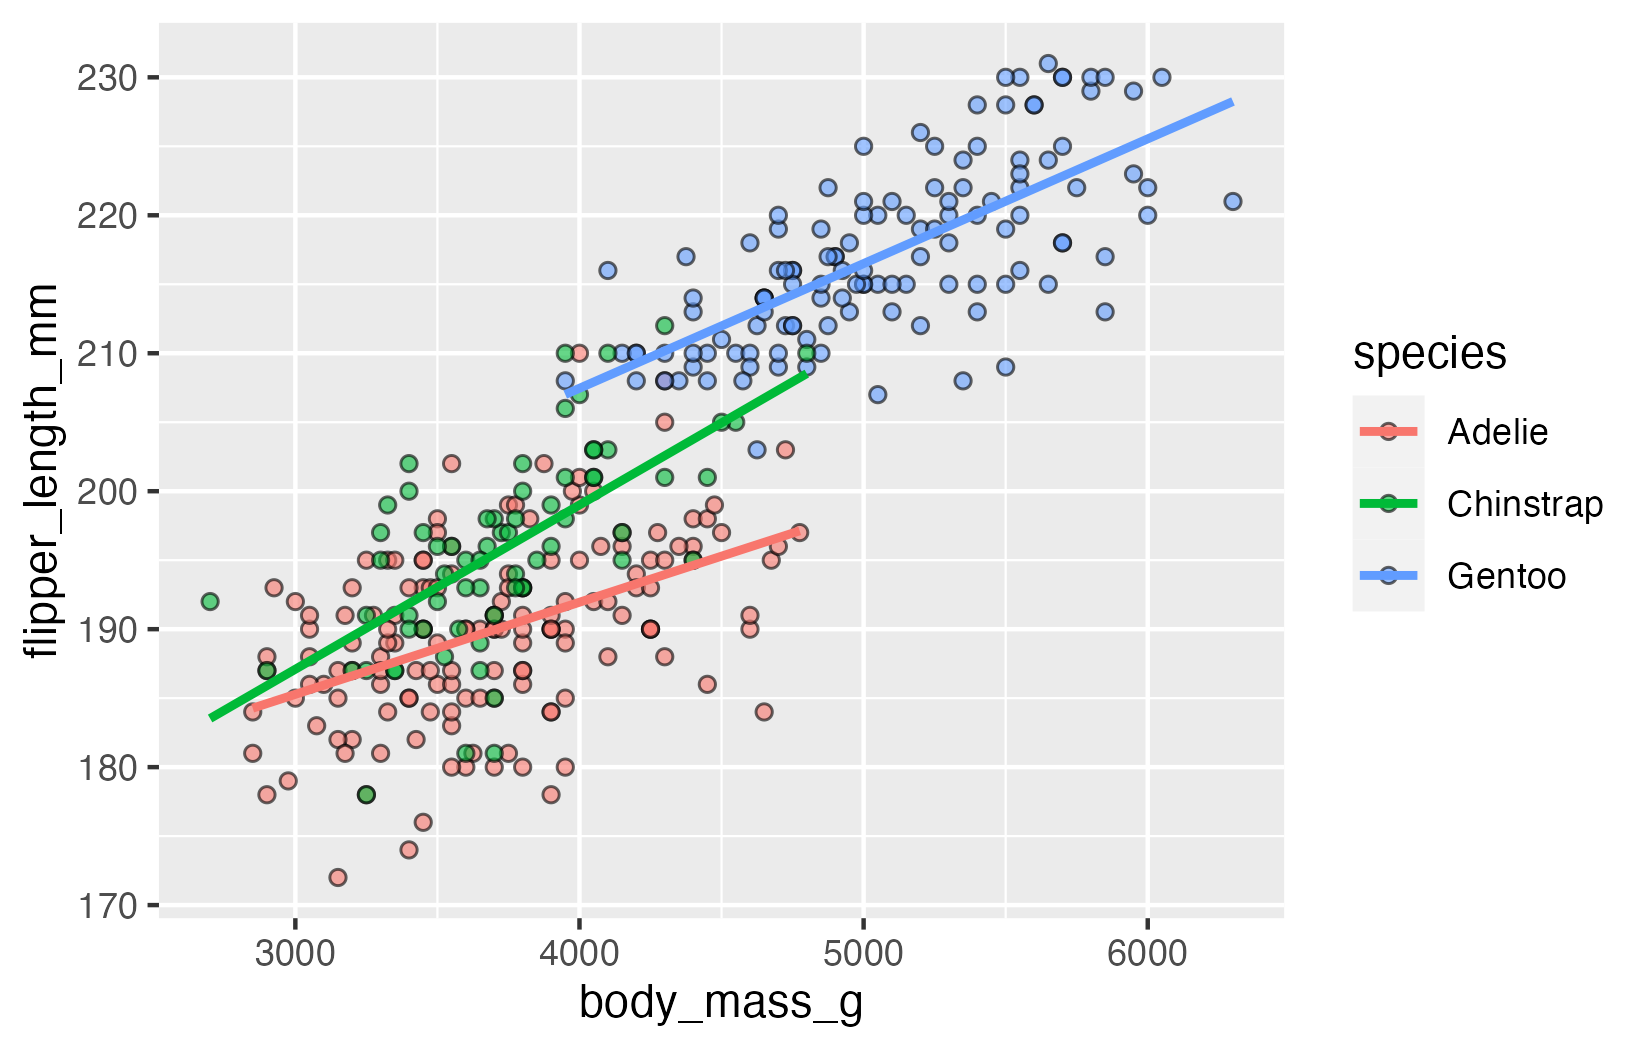 230
220
210
200
190
180
170
flipper_length_mm
3000 4000 5000 6000
body_mass_g
species
Adelie
Chinstrap
Gentoo